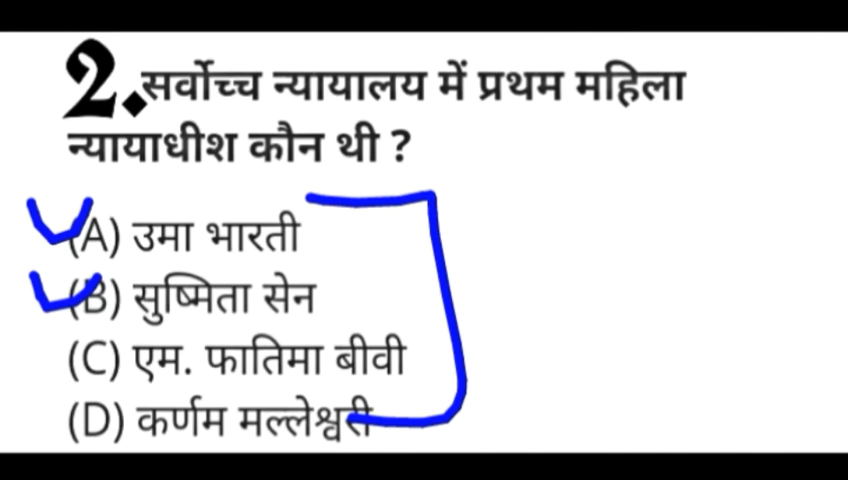 2. सर्वोच्च न्यायालय में प्रथम महिला
न्यायाधीश कौन थी ?
(A) उमा भारती
(B) सुष्मिता सेन
(C) एम. फातिमा बीवी
(D) कर्णम मल्लेश्वरी